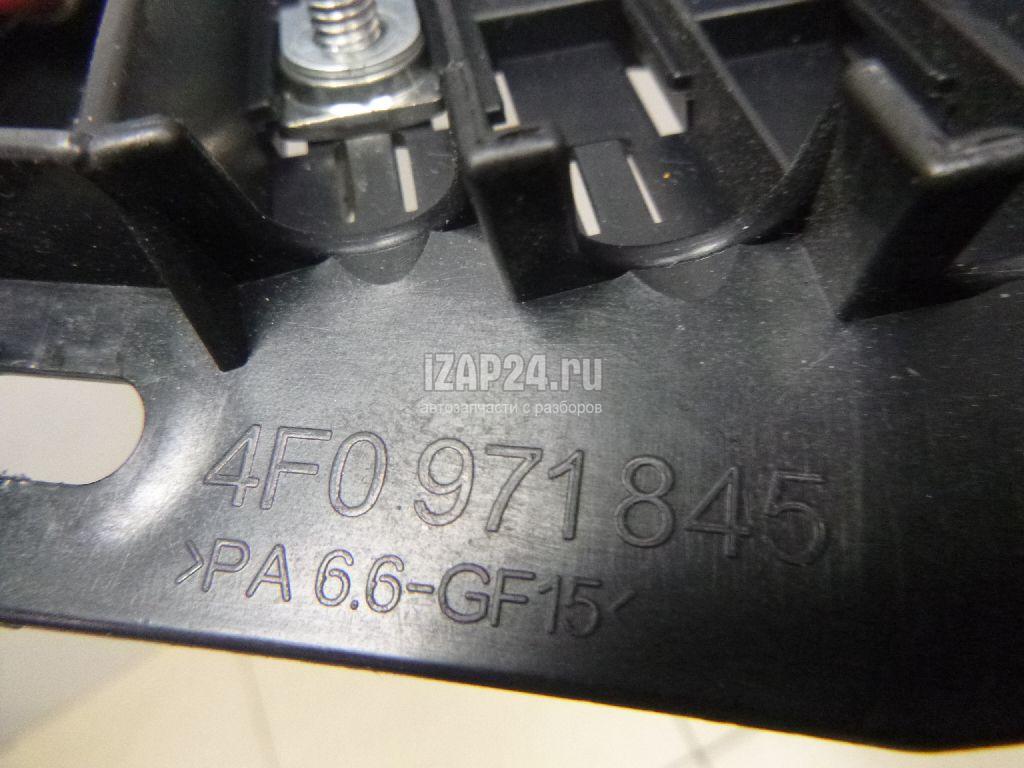 iZAP24.ru
автозапчасти с разборов
4F0 971 845
>PA 6.6-GF15<